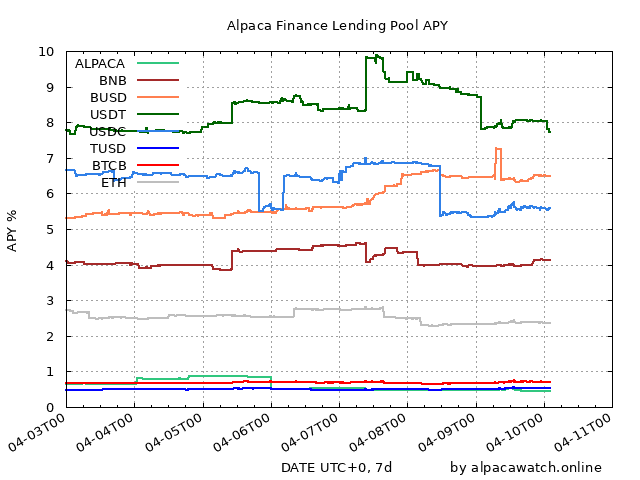 Alpaca Finance Lending Pool APY
10
9
8
7
6
5
4
3
2
1
0
APY %
ALPACA
BNB
BUSD
USDT
USDC
TUSD
BTCB
ETH
04-03T00
04-04T00
04-05T00
04-06T00
04-07T00
04-08T00
04-09T00
04-10T00
04-11T00
DATE UTC+0, 7d
by alpacawatch.online